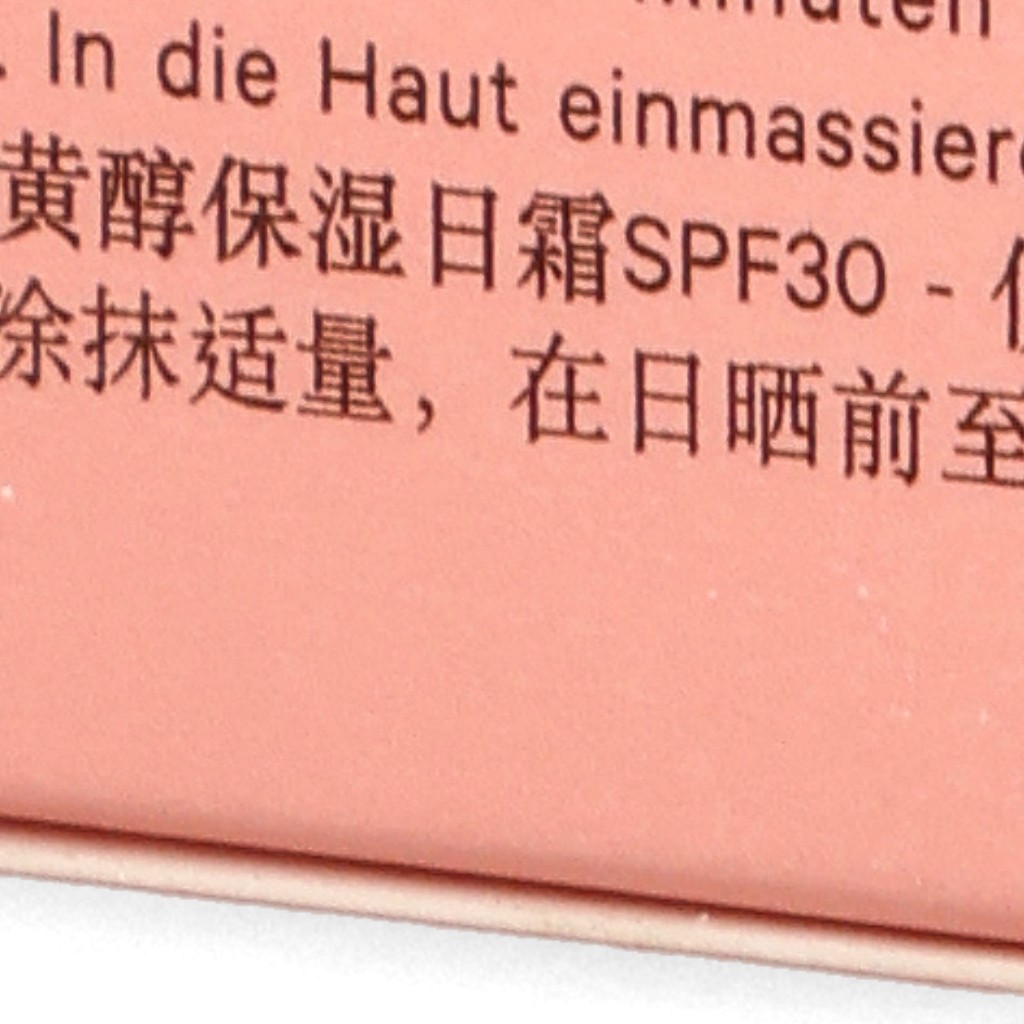 . In die Haut
黄醇保湿日霜SPF30 -
涂抹适量，在日晒前至